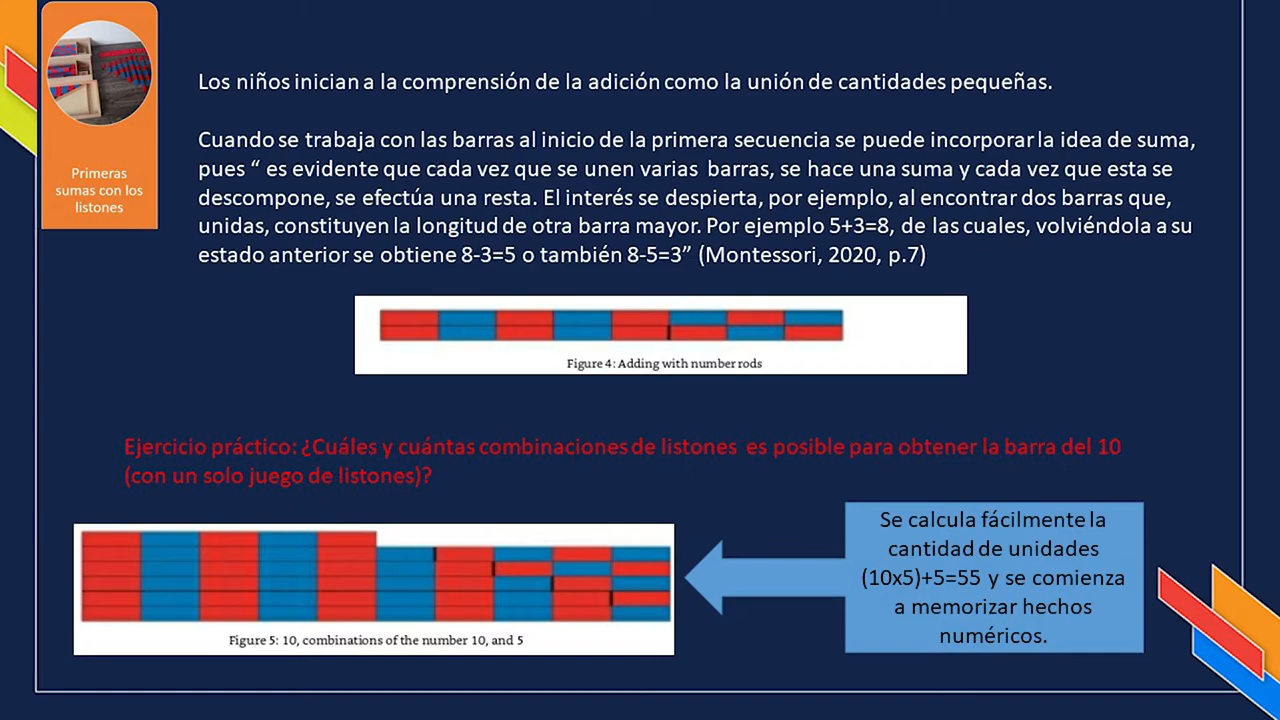 Primeras
sumas con los
listones
Los niños inician a la comprensión de la adición como la unión de cantidades pequeñas.
Cuando se trabaja con las barras al inicio de la primera secuencia se puede incorporar la idea de suma,
pues “ es evidente que cada vez que se unen varias barras, se hace una suma y cada vez que esta se
descompone, se efectúa una resta. El interés se despierta, por ejemplo, al encontrar dos barras que,
unidas, constituyen la longitud de otra barra mayor. Por ejemplo 5+3=8, de las cuales, volviéndola a su
estado anterior se obtiene 8-3=5 o también 8-5=3” (Montessori, 2020, p.7)
Figure 4: Adding with number rods
Ejercicio práctico: ¿Cuáles y cuántas combinaciones de listones es posible para obtener la barra del 10
(con un solo juego de listones)?
Figure 5: 10, combinations of the number 10, and 5
Se calcula fácilmente la
cantidad de unidades
(10x5)+5=55 y se comienza
a memorizar hechos
numéricos.